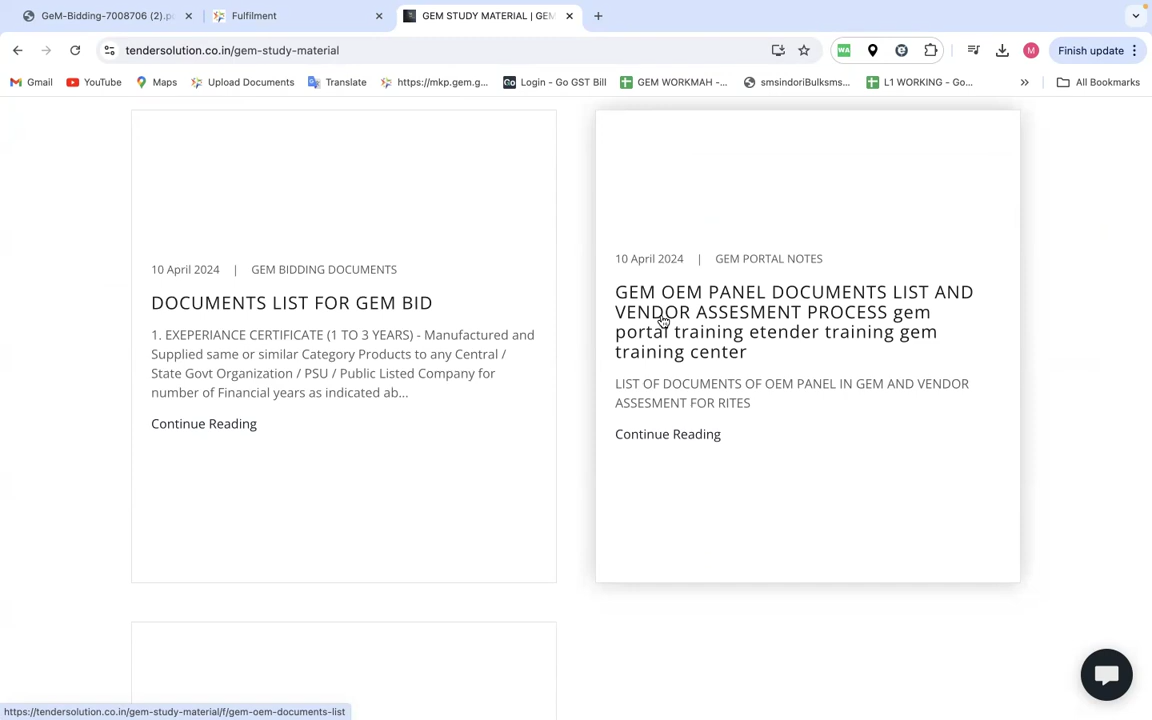 GeM-Bidding-7008706 (2).p
Fulfilment
GEM STUDY MATERIAL | GEM
tendersolution.co.in/gem-study-material
WA
M
Finish update
Gmail
YouTube
Maps
Upload Documents
Translate
https://mkp.gem.g...
Login - Go GST Bill
GEM WORKMAH -...
smsindoriBulksms...
L1 WORKING - Go...
»
All Bookmarks
10 April 2024 | GEM BIDDING DOCUMENTS
DOCUMENTS LIST FOR GEM BID
1. EXEPERIANCE CERTIFICATE (1 TO 3 YEARS) - Manufactured and
Supplied same or similar Category Products to any Central /
State Govt Organization / PSU / Public Listed Company for
number of Financial years as indicated ab...
Continue Reading
10 April 2024 | GEM PORTAL NOTES
GEM OEM PANEL DOCUMENTS LIST AND
VENDOR ASSESMENT PROCESS gem
portal training etender training gem
training center
LIST OF DOCUMENTS OF OEM PANEL IN GEM AND VENDOR
ASSESMENT FOR RITES
Continue Reading
https://tendersolution.co.in/gem-study-material/f/gem-oem-documents-list